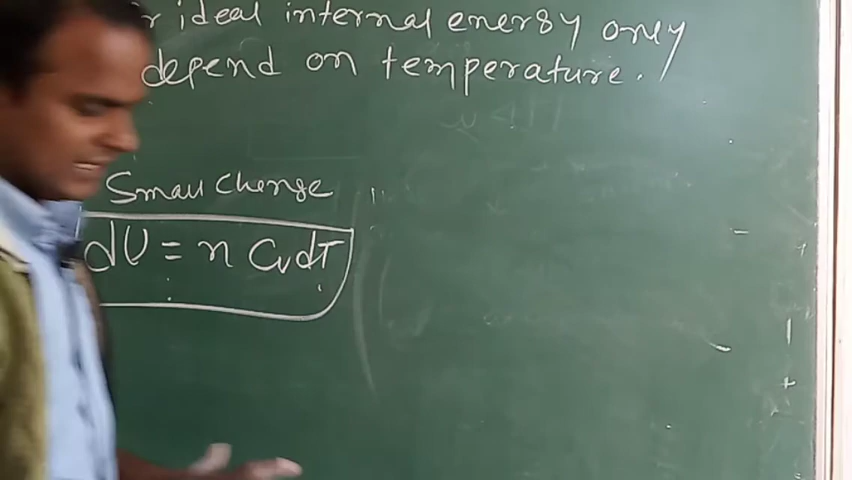 ideal internal energy only
depend on temperature.
Small Change
dU = n CvdT